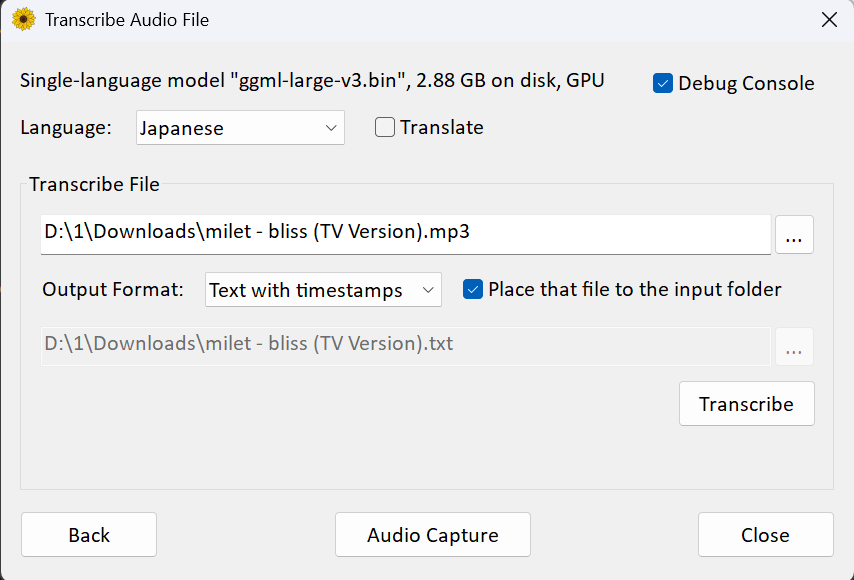 Transcribe Audio File
Single-language model "ggml-large-v3.bin", 2.88 GB on disk, GPU
Debug Console
Language:
Japanese
Translate
Transcribe File
D:\1\Downloads\milet - bliss (TV Version).mp3
...
Output Format:
Text with timestamps
Place that file to the input folder
D:\1\Downloads\milet - bliss (TV Version).txt
...
Transcribe
Back
Audio Capture
Close